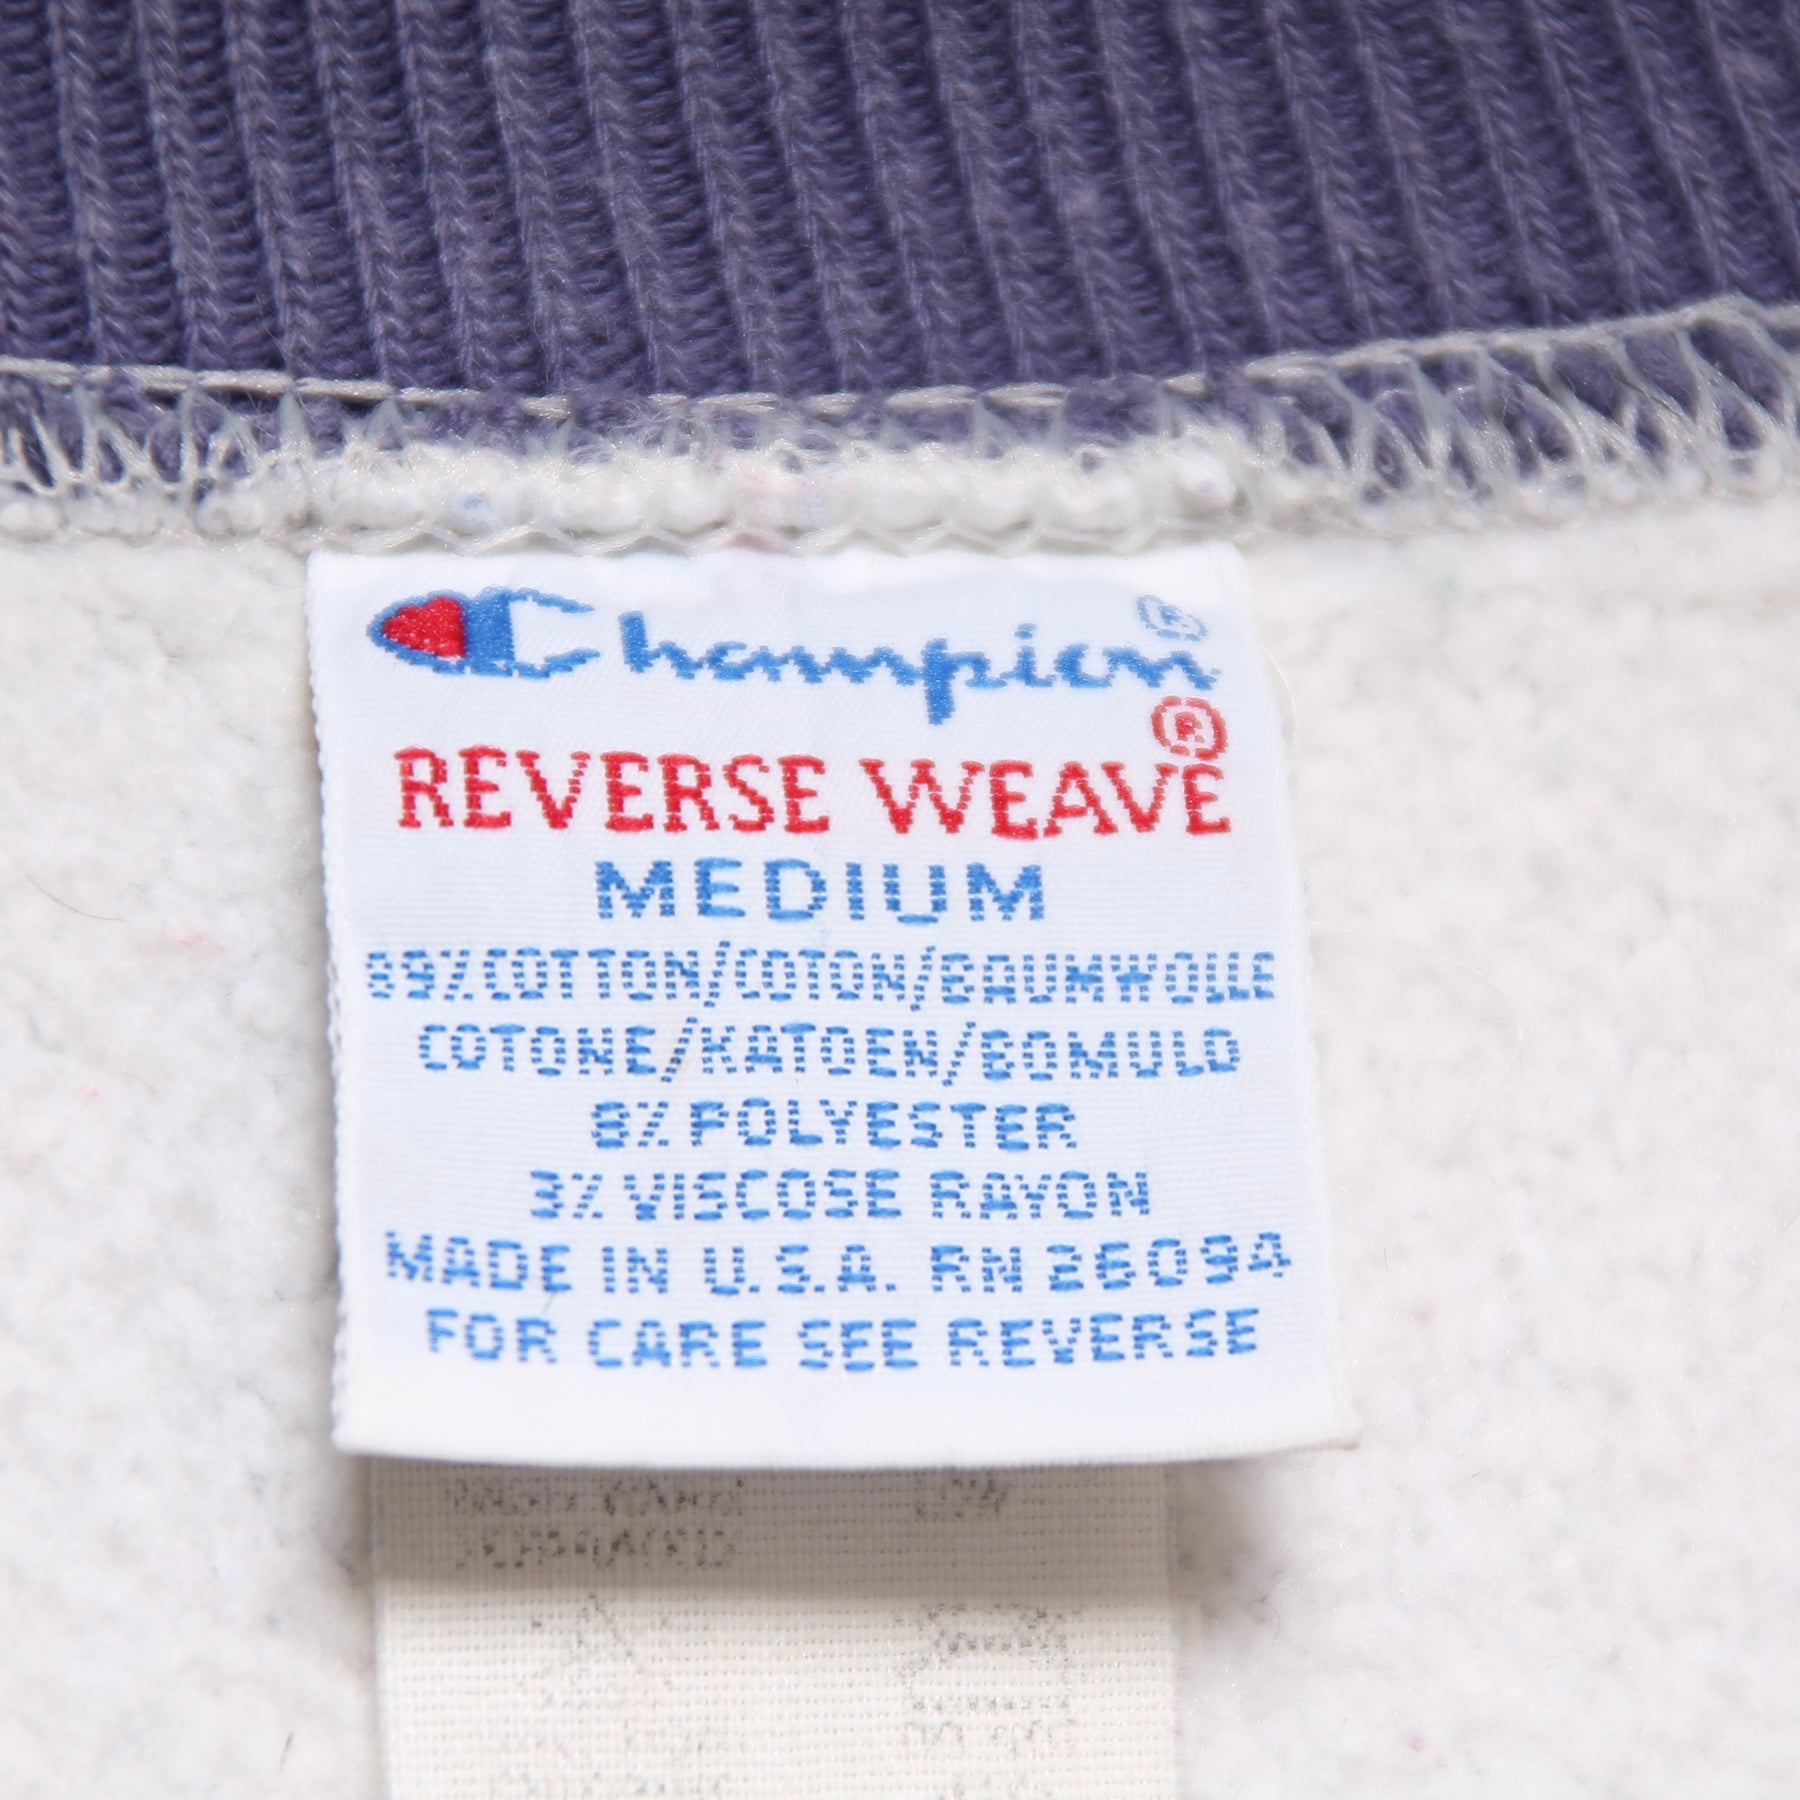 Champion®
REVERSE WEAVE®
MEDIUM
89% COTTON/COTON/BAUMWOLLE
COTONE/KATOEN/BOMULD
8% POLYESTER
3% VISCOSE RAYON
MADE IN U.S.A. RN 26094
FOR CARE SEE REVERSE